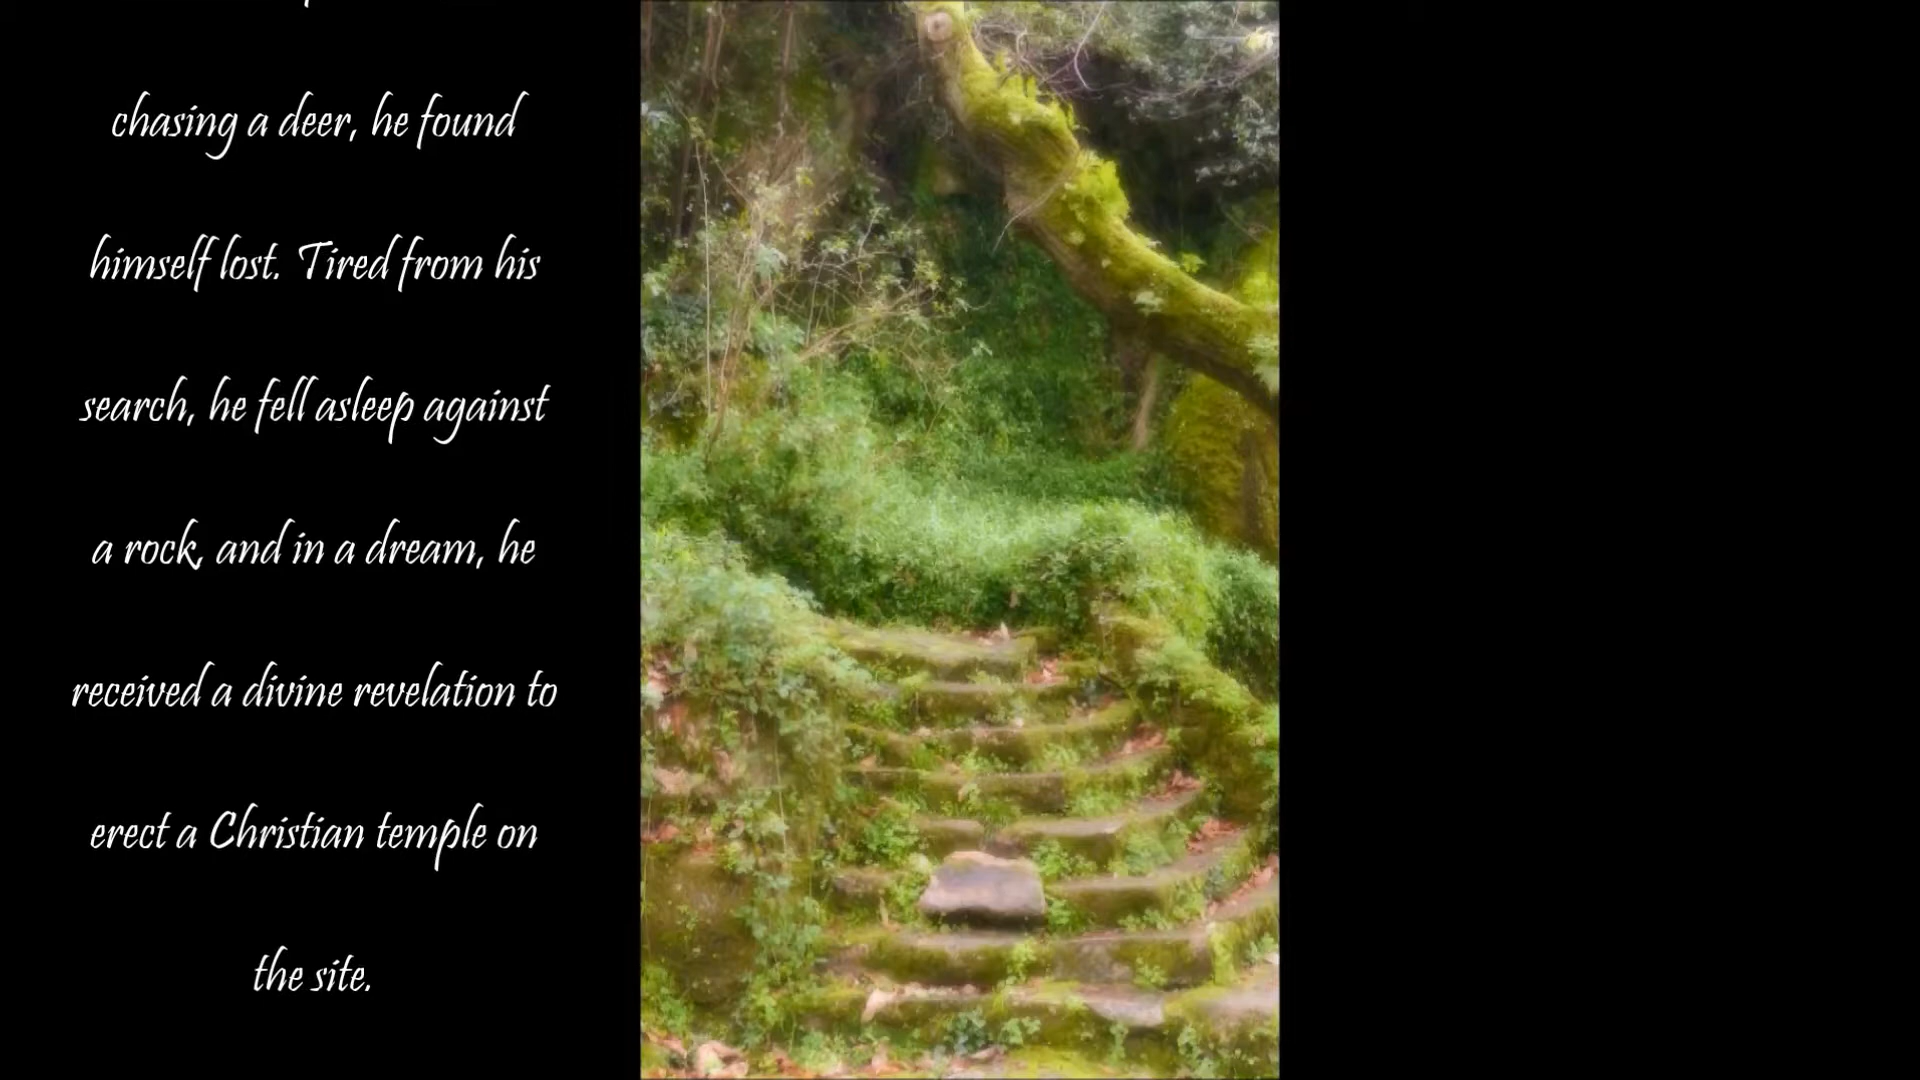 chasing a deer, he found
himself lost. Tired from his
search, he fell asleep against
a rock, and in a dream, he
received a divine revelation to
erect a Christian temple on
the site.